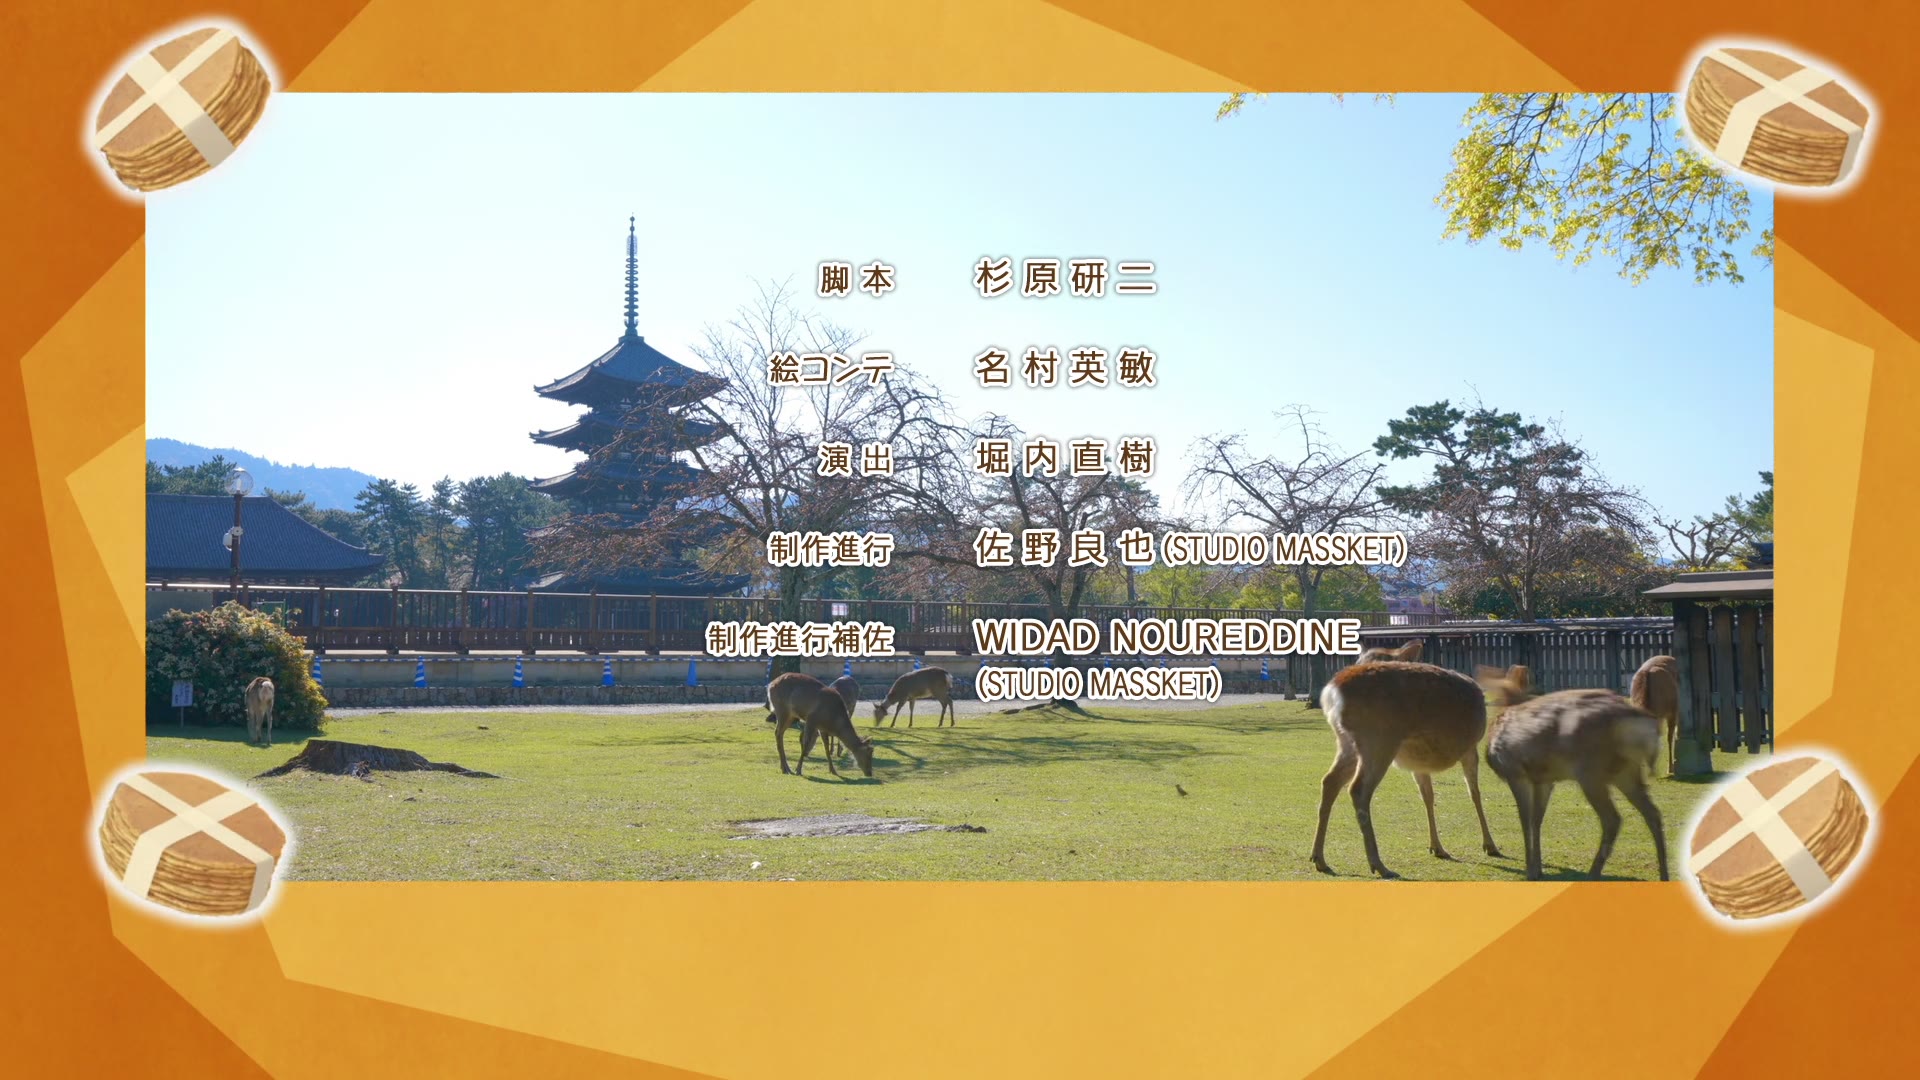 脚本 杉原研二
絵コンテ 名村英敏
演出 堀内直樹
制作進行 佐野良也(STUDIO MASSKET)
制作進行補佐 WIDAD NOUREDDINE
(STUDIO MASSKET)